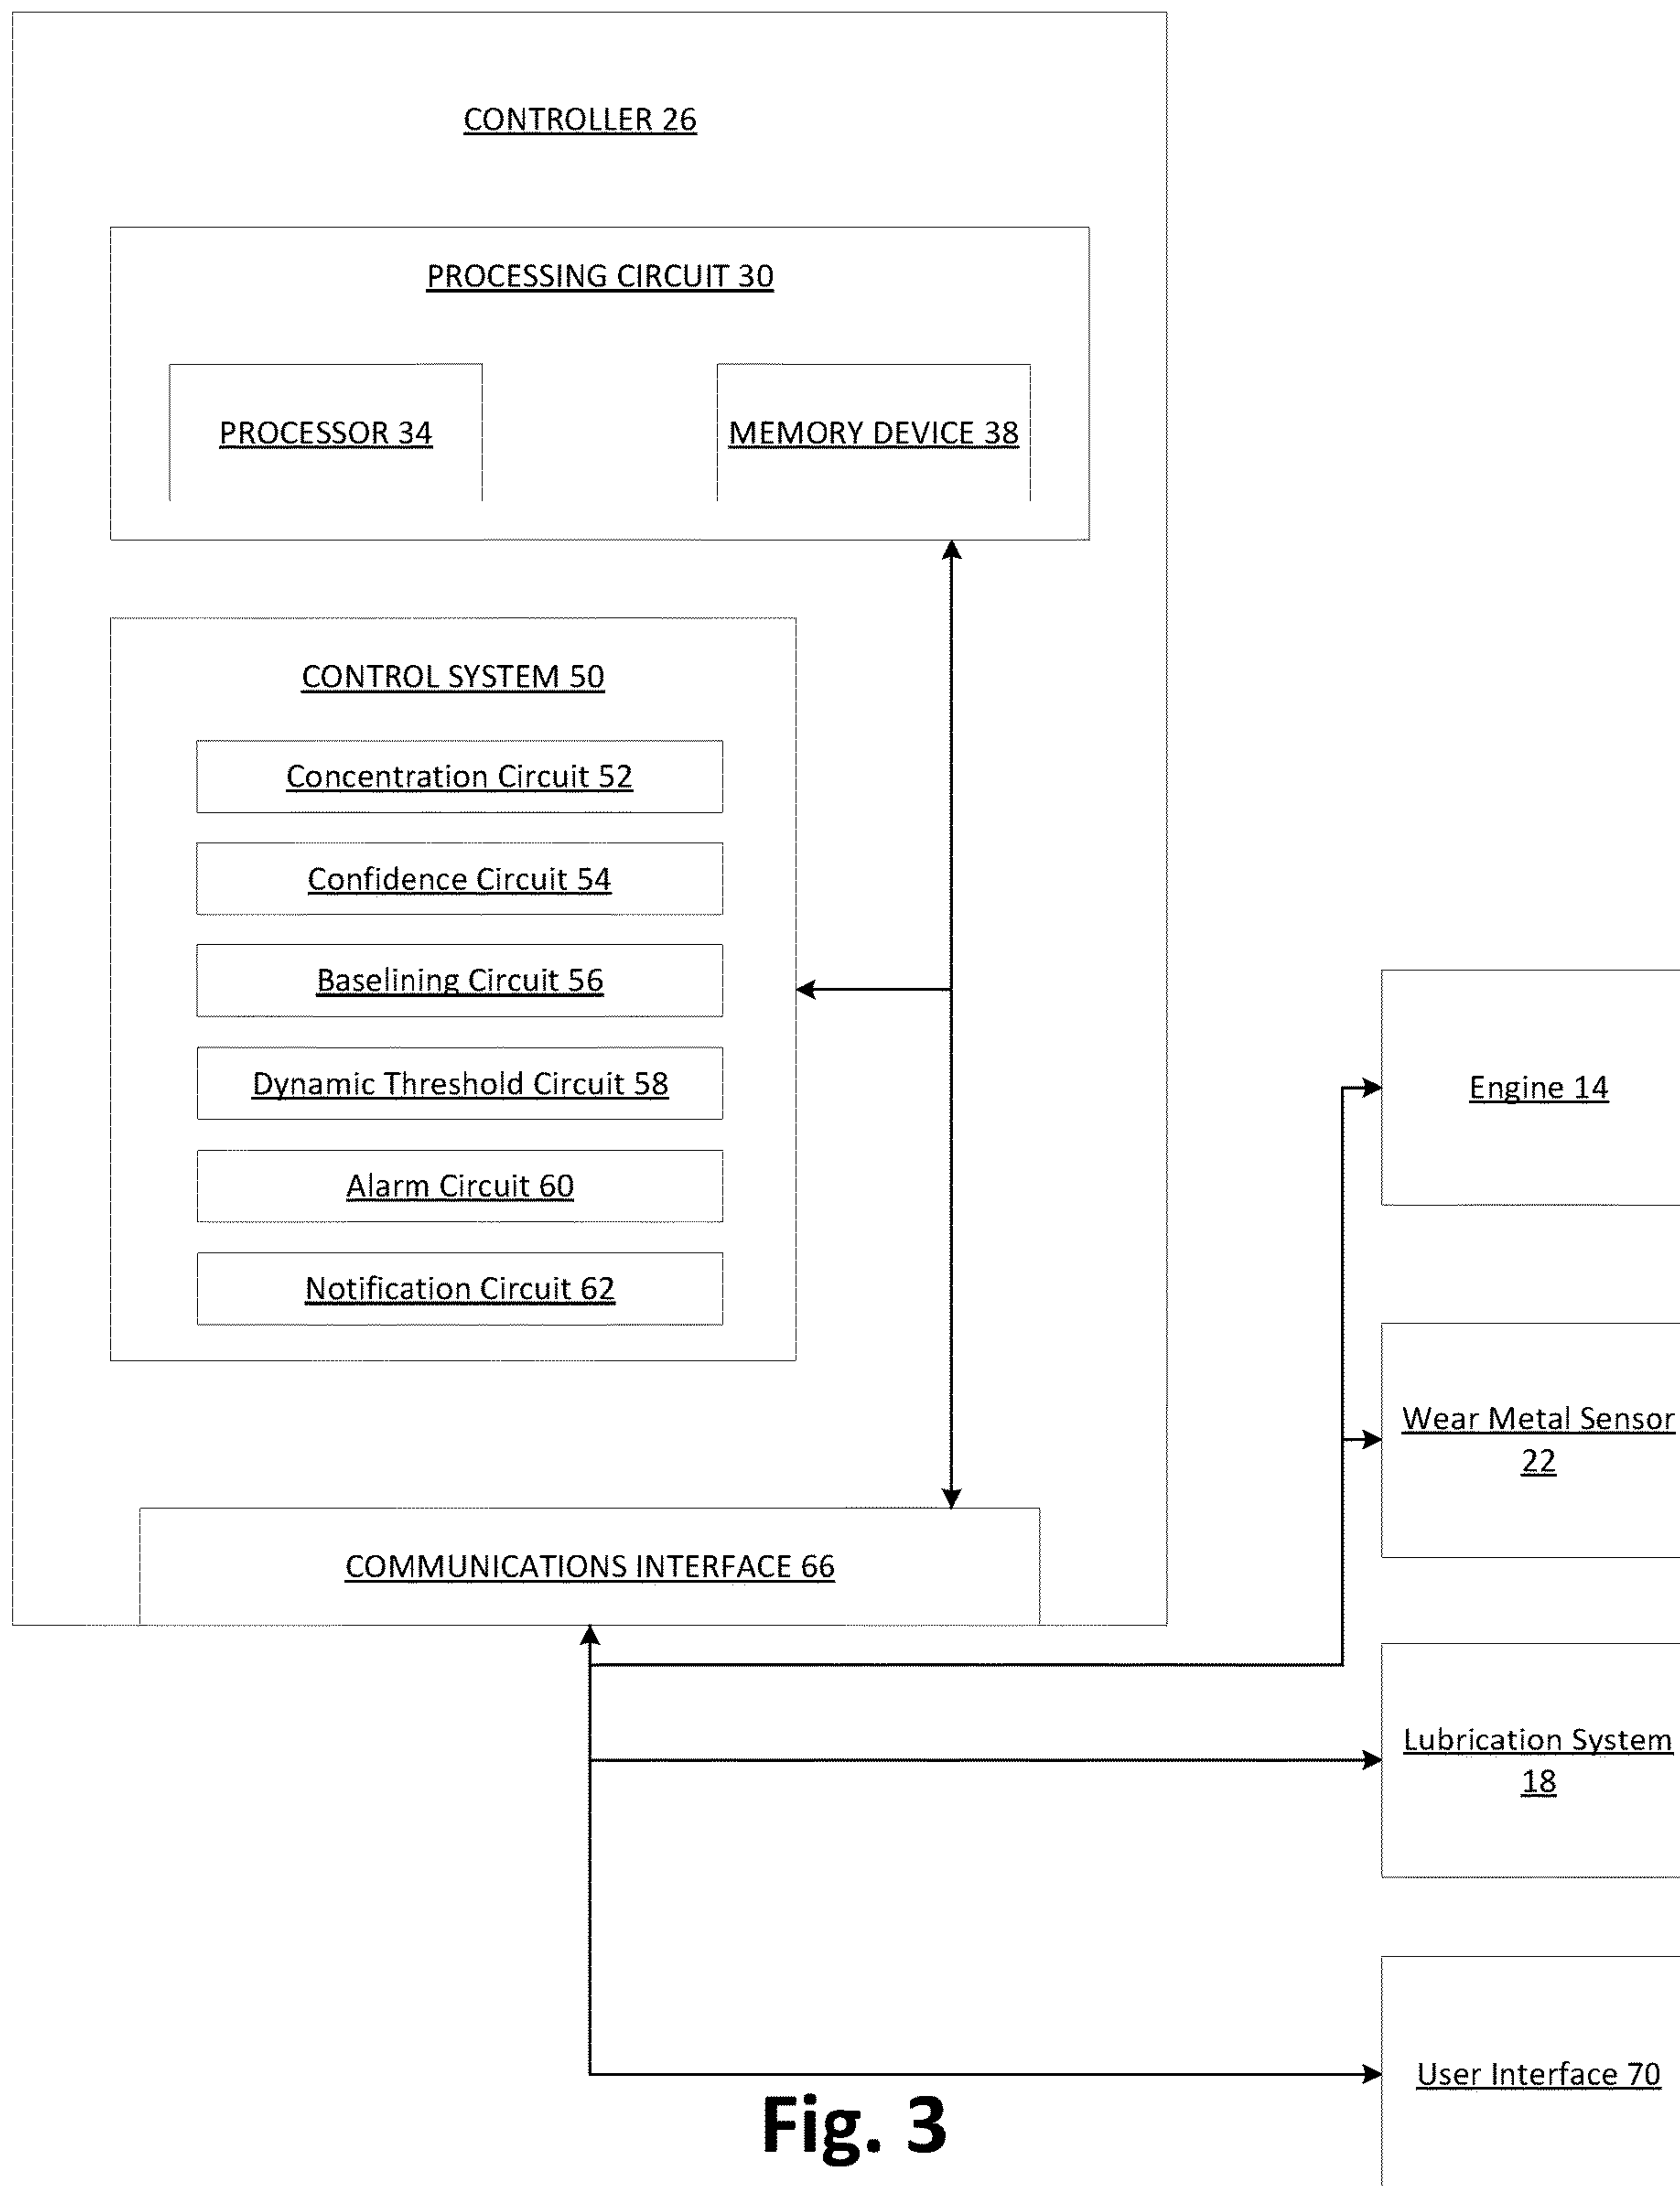 CONTROLLER 26
PROCESSING CIRCUIT 30
PROCESSOR 34
MEMORY DEVICE 38
CONTROL SYSTEM 50
Concentration Circuit 52
Confidence Circuit 54
Baselining Circuit 56
Dynamic Threshold Circuit 58
Alarm Circuit 60
Notification Circuit 62
COMMUNICATIONS INTERFACE 66
Engine 14
Wear Metal Sensor
22
Lubrication System
18
User Interface 70
Fig. 3